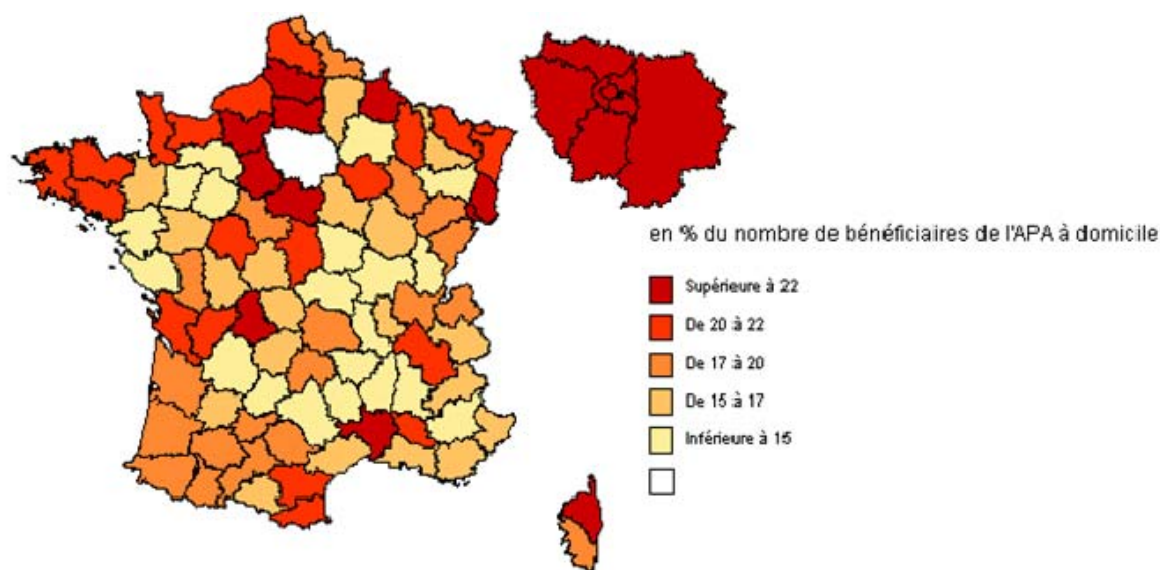 en % du nombre de bénéficiaires de l'APA à domicile
Supérieure à 22
De 20 à 22
De 17 à 20
De 15 à 17
Inférieure à 15